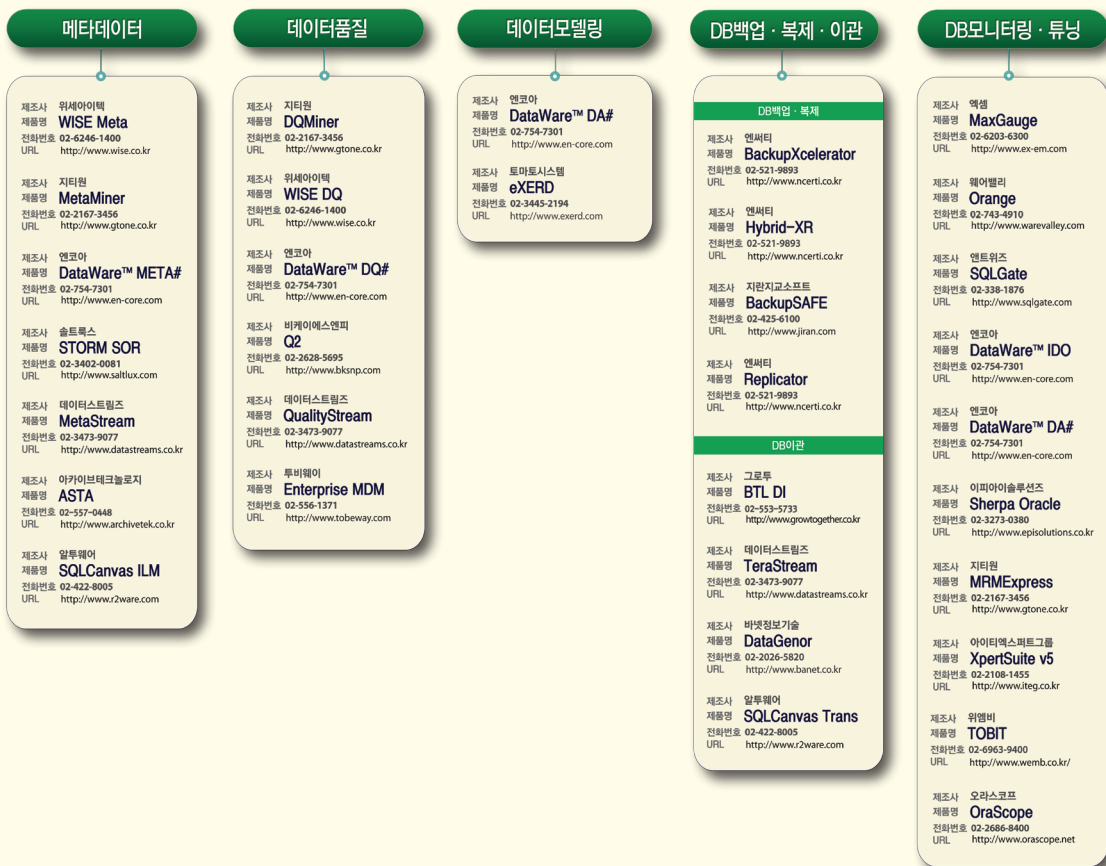 메타데이터
제조사 위세아이텍
제품명 WISE Meta
전화번호 02-6246-1400
URL http://www.wise.co.kr
제조사 지티원
제품명 MetaMiner
전화번호 02-2167-3456
URL http://www.gtone.co.kr
제조사 엔코아
제품명 DataWare™ META#
전화번호 02-754-7301
URL http://www.en-core.com
제조사 솔트룩스
제품명 STORM SOR
전화번호 02-3402-0081
URL http://www.saltlux.com
제조사 데이터스트림즈
제품명 MetaStream
전화번호 02-3473-9077
URL http://www.datastreams.co.kr
제조사 아카이브테크놀로지
제품명 ASTA
전화번호 02-557-0448
URL http://www.archivetek.co.kr
제조사 알투웨어
제품명 SQLCanvas ILM
전화번호 02-422-8005
URL http://www.r2ware.com
데이터품질
제조사 지티원
제품명 DQMiner
전화번호 02-2167-3456
URL http://www.gtone.co.kr
제조사 위세아이텍
제품명 WISE DQ
전화번호 02-6246-1400
URL http://www.wise.co.kr
제조사 엔코아
제품명 DataWare™ DQ#
전화번호 02-754-7301
URL http://www.en-core.com
제조사 비케이에스엔피
제품명 Q2
전화번호 02-2628-5695
URL http://www.bksnp.com
제조사 데이터스트림즈
제품명 QualityStream
전화번호 02-3473-9077
URL http://www.datastreams.co.kr
제조사 투비웨이
제품명 Enterprise MDM
전화번호 02-556-1371
URL http://www.tobeway.com
데이터모델링
제조사 엔코아
제품명 DataWare™ DA#
전화번호 02-754-7301
URL http://www.en-core.com
제조사 토마토시스템
제품명 eXERD
전화번호 02-3445-2194
URL http://www.exerd.com
DB백업 · 복제 · 이관
DB백업 · 복제
제조사 엔써티
제품명 BackupXcelerator
전화번호 02-521-9893
URL http://www.ncerti.co.kr
제조사 엔써티
제품명 Hybrid-XR
전화번호 02-521-9893
URL http://www.ncerti.co.kr
제조사 지란지교소프트
제품명 BackupSAFE
전화번호 02-425-6100
URL http://www.jiran.com
제조사 엔써티
제품명 Replicator
전화번호 02-521-9893
URL http://www.ncerti.co.kr
DB이관
제조사 그로투
제품명 BTL DI
전화번호 02-553-5733
URL http://www.growtogether.co.kr
제조사 데이터스트림즈
제품명 TeraStream
전화번호 02-3473-9077
URL http://www.datastreams.co.kr
제조사 바넷정보기술
제품명 DataGenor
전화번호 02-2026-5820
URL http://www.banet.co.kr
제조사 알투웨어
제품명 SQLCanvas Trans
전화번호 02-422-8005
URL http://www.r2ware.com
DB모니터링 · 튜닝
제조사 엑셈
제품명 MaxGauge
전화번호 02-6203-6300
URL http://www.ex-em.com
제조사 웨어밸리
제품명 Orange
전화번호 02-743-4910
URL http://www.warevalley.com
제조사 앤트위즈
제품명 SQLGate
전화번호 02-338-1876
URL http://www.sqlgate.com
제조사 엔코아
제품명 DataWare™ IDO
전화번호 02-754-7301
URL http://www.en-core.com
제조사 엔코아
제품명 DataWare™ DA#
전화번호 02-754-7301
URL http://www.en-core.com
제조사 이피아이솔루션즈
제품명 Sherpa Oracle
전화번호 02-3273-0380
URL http://www.episolutions.co.kr
제조사 지티원
제품명 MRMExpress
전화번호 02-2167-3456
URL http://www.gtone.co.kr
제조사 아이티엑스퍼트그룹
제품명 XpertSuite v5
전화번호 02-2108-1455
URL http://www.iteg.co.kr
제조사 위엠비
제품명 TOBIT
전화번호 02-6963-9400
URL http://www.wemb.co.kr/
제조사 오라스코프
제품명 OraScope
전화번호 02-2686-8400
URL http://www.orascope.net